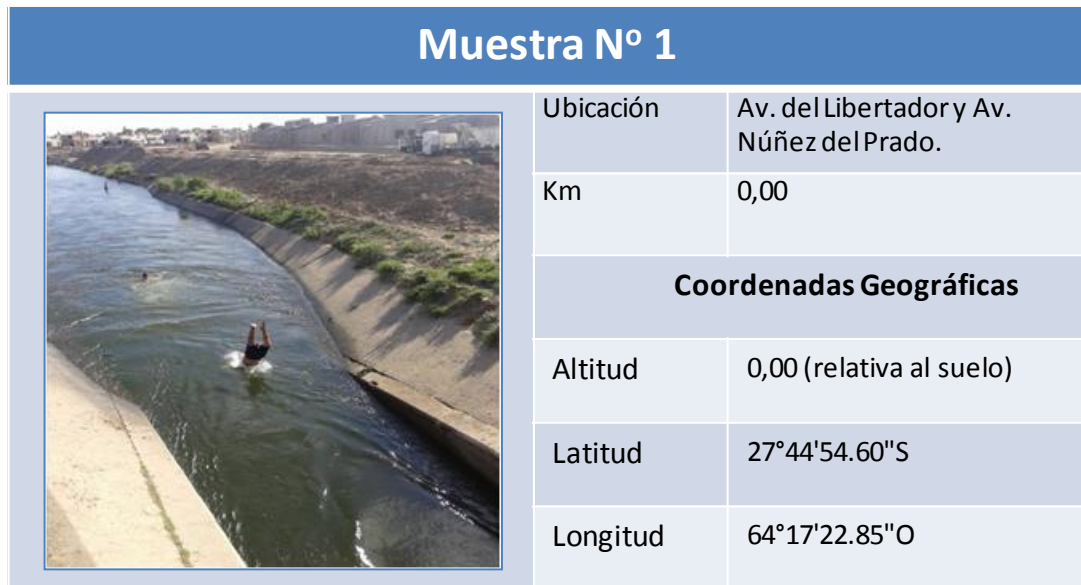 Muestra Nº 1
Ubicación
Av. del Libertador y Av.
Núñez del Prado.
Km
0,00
Coordenadas Geográficas
Altitud
0,00 (relativa al suelo)
Latitud
27°44'54.60"S
Longitud
64°17'22.85"O